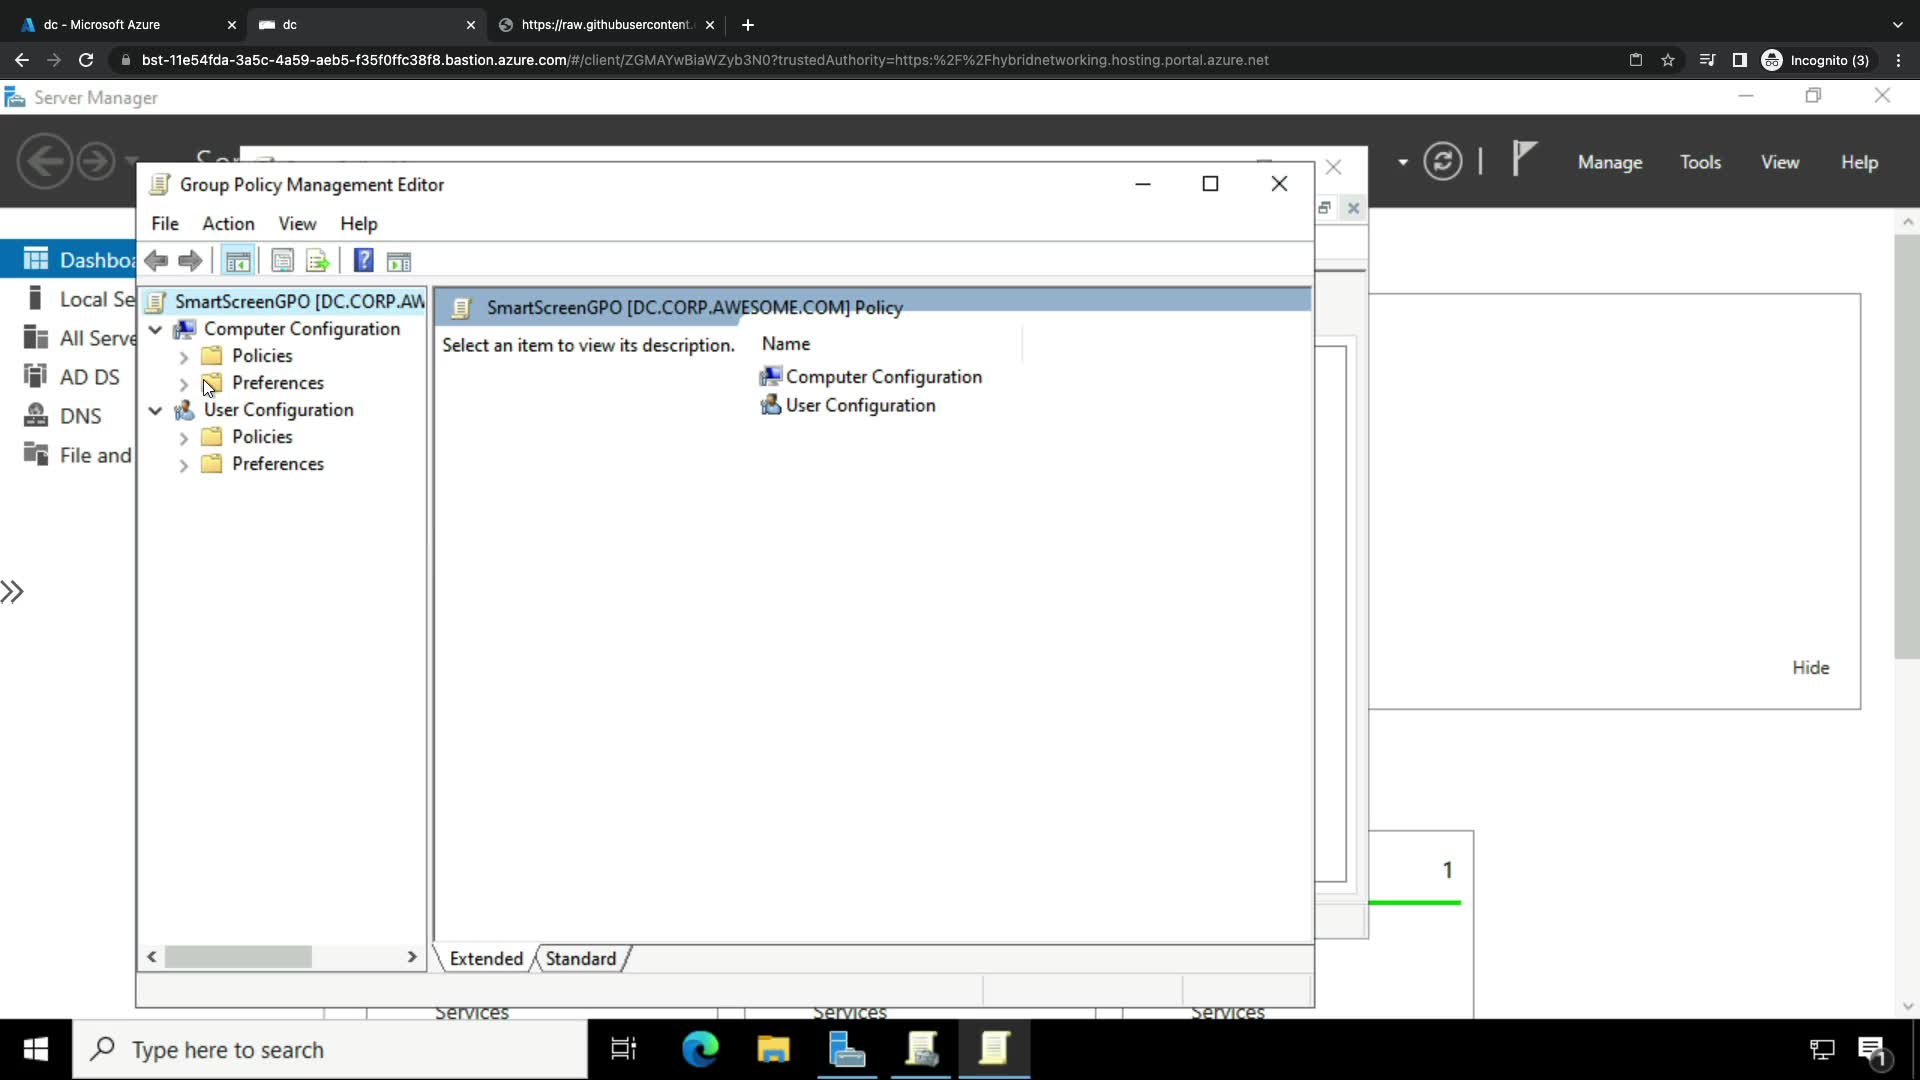 dc - Microsoft Azure
dc
https://raw.githubusercontent.
bst-11e54fda-3a5c-4a59-aeb5-f35f0ffc38f8.bastion.azure.com/#/client/ZGMAYwBiaWZyb3N0?trustedAuthority=https:%2F%2Fhybridnetworking.hosting.portal.azure.net
Incognito (3)
Server Manager
Manage
Tools
View
Help
Group Policy Management Editor
File
Action
View
Help
Dashboa
Local Se
All Serve
AD DS
DNS
File and
SmartScreenGPO [DC.CORP.AW
Computer Configuration
Policies
Preferences
User Configuration
Policies
Preferences
SmartScreenGPO [DC.CORP.AWESOME.COM] Policy
Select an item to view its description.
Name
Computer Configuration
User Configuration
Hide
1
Extended
Standard
Services
Services
Services
Type here to search
1